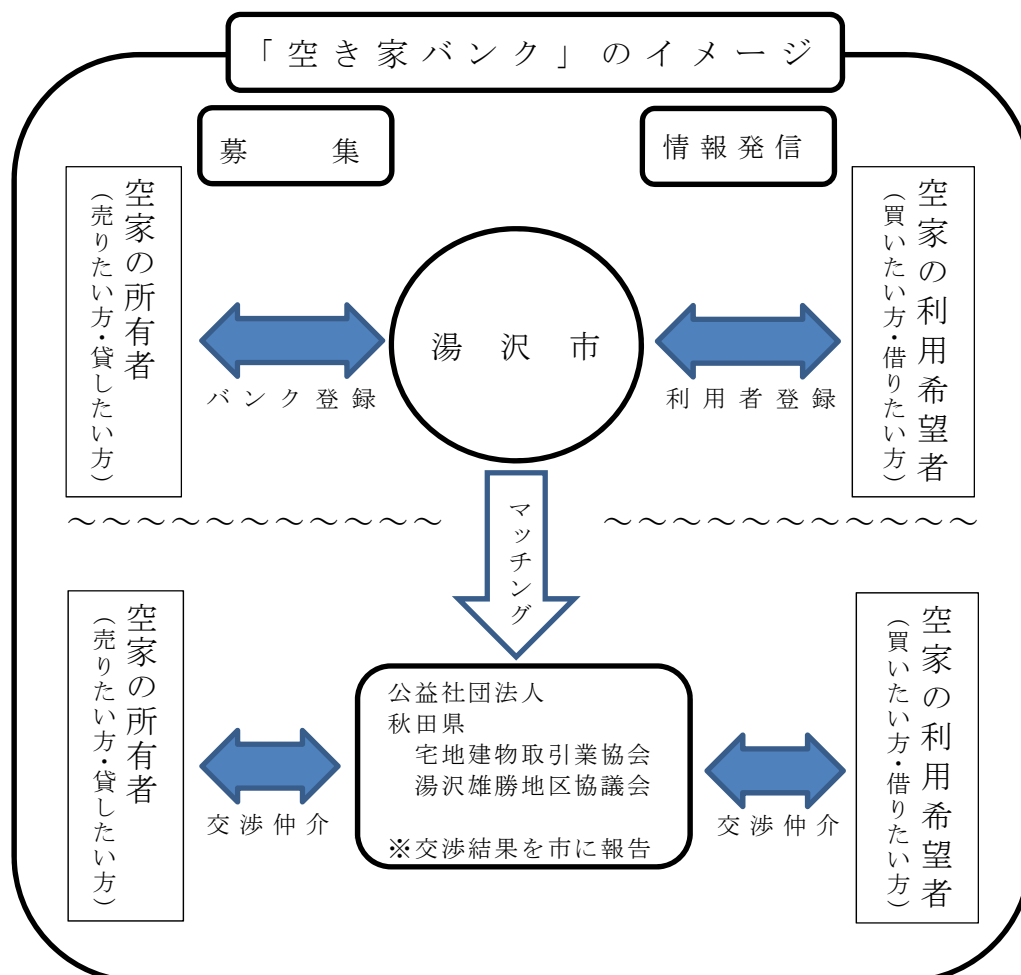 「空き家バンク」のイメージ
募集
情報発信
空家の所有者
（売りたい方・貸したい方）
湯沢市
空家の利用希望者
（買いたい方・借りたい方）
バンク登録
利用者登録
～～～～～～～～～～～
～～～～～～～～～～～
マッチング
空家の所有者
（売りたい方・貸したい方）
公益社団法人
秋田県
宅地建物取引業協会
湯沢雄勝地区協議会
※交渉結果を市に報告
空家の利用希望者
（買いたい方・借りたい方）
交渉仲介
交渉仲介